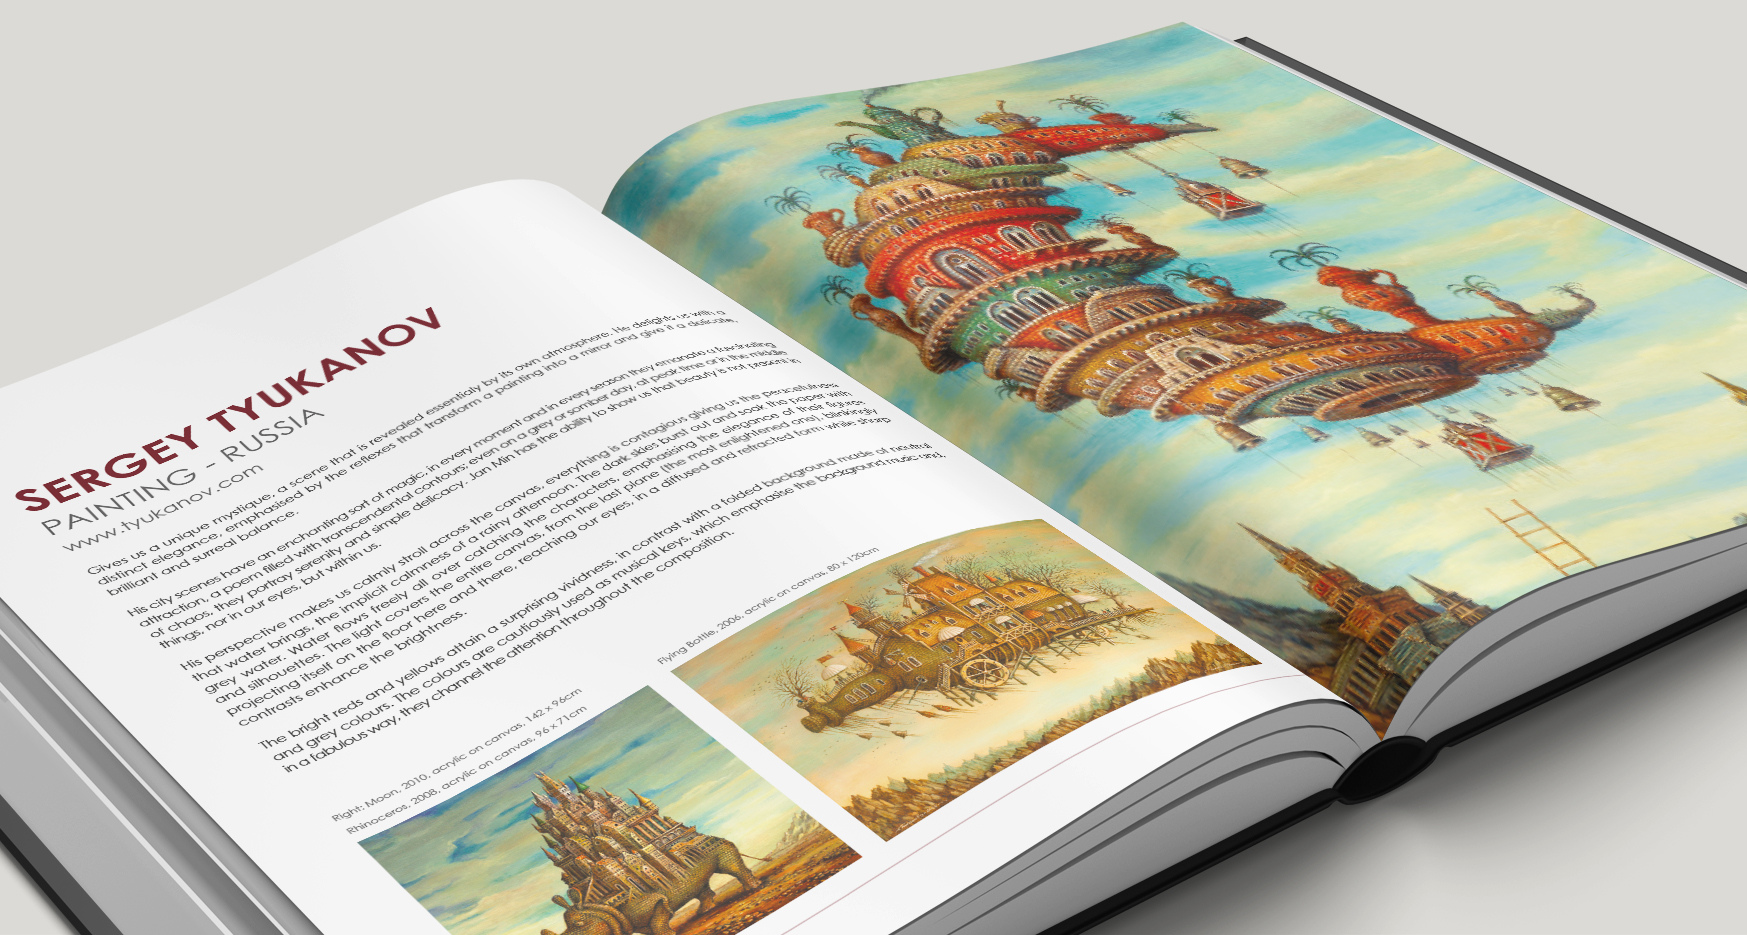 SERGEY TYUKANOV
PAINTING - RUSSIA
www.tyukanov.com
Gives us a unique mystique, a scene that is revealed essentialy by its own atmosphere. He delights us with a
distinct elegance, emphasised by the reflexes that transform a painting into a mirror and give it a delicate,
brilliant and surreal balance.
His city scenes have an enchanting sort of magic; in every moment and in every season they emanate a fascinating
attraction, a poem filled with transcendental contours; even on a grey or somber day, at peak time or in the middle
of chaos, they portray serenity and simple delicacy. Jan Min has the ability to show us that beauty is not present in
things, nor in our eyes, but within us.
His perspective makes us calmly stroll across the canvas, everything is contagious giving us the peacefulness
that water brings, the implicit calmness of a rainy afternoon. The dark skies burst out and soak the paper with
grey water. Water flows freely all over catching the characters, emphasising the elegance of their figures
and silhouettes. The light covers the entire canvas, from the last plane (the most enlightened one), blinkingly
projecting itself on the floor here and there, reaching our eyes, in a diffused and refracted form while sharp
contrasts enhance the brightness.
The bright reds and yellows attain a surprising vividness, in contrast with a folded background made of neutral
and grey colours. The colours are cautiously used as musical keys, which emphasise the background music and,
in a fabulous way, they channel the attention throughout the composition.
Flying Bottle, 2006, acrylic on canvas, 80 x 120cm
Right: Moon, 2010, acrylic on canvas, 142 x 96cm
Rhinoceros, 2008, acrylic on canvas, 96 x 71cm